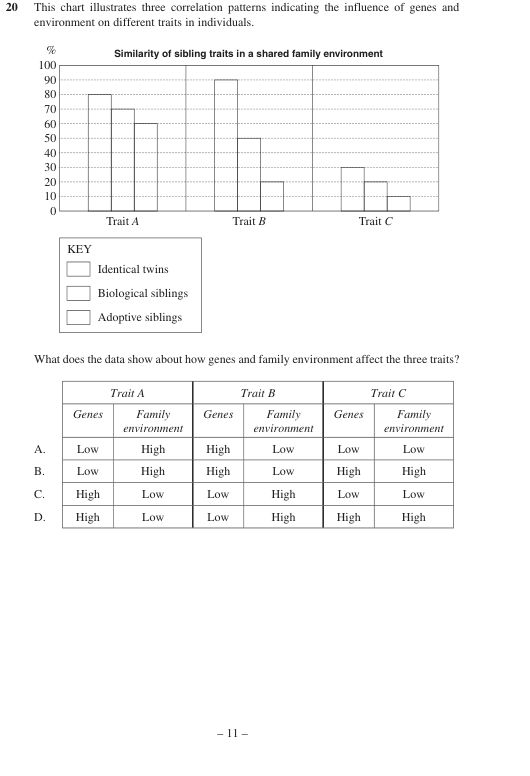 20 This chart illustrates three correlation patterns indicating the influence of genes and
environment on different traits in individuals.
%
Similarity of sibling traits in a shared family environment
100
90
80
70
60
50
40
30
20
10
0
Trait A Trait B Trait C
KEY
Identical twins
Biological siblings
Adoptive siblings
What does the data show about how genes and family environment affect the three traits?
Trait A Trait B Trait C
Genes Family environment Genes Family environment Genes Family environment
A. Low High High Low Low Low
B. Low High High Low High High
C. High Low Low High Low Low
D. High Low Low High High High
– 11 –